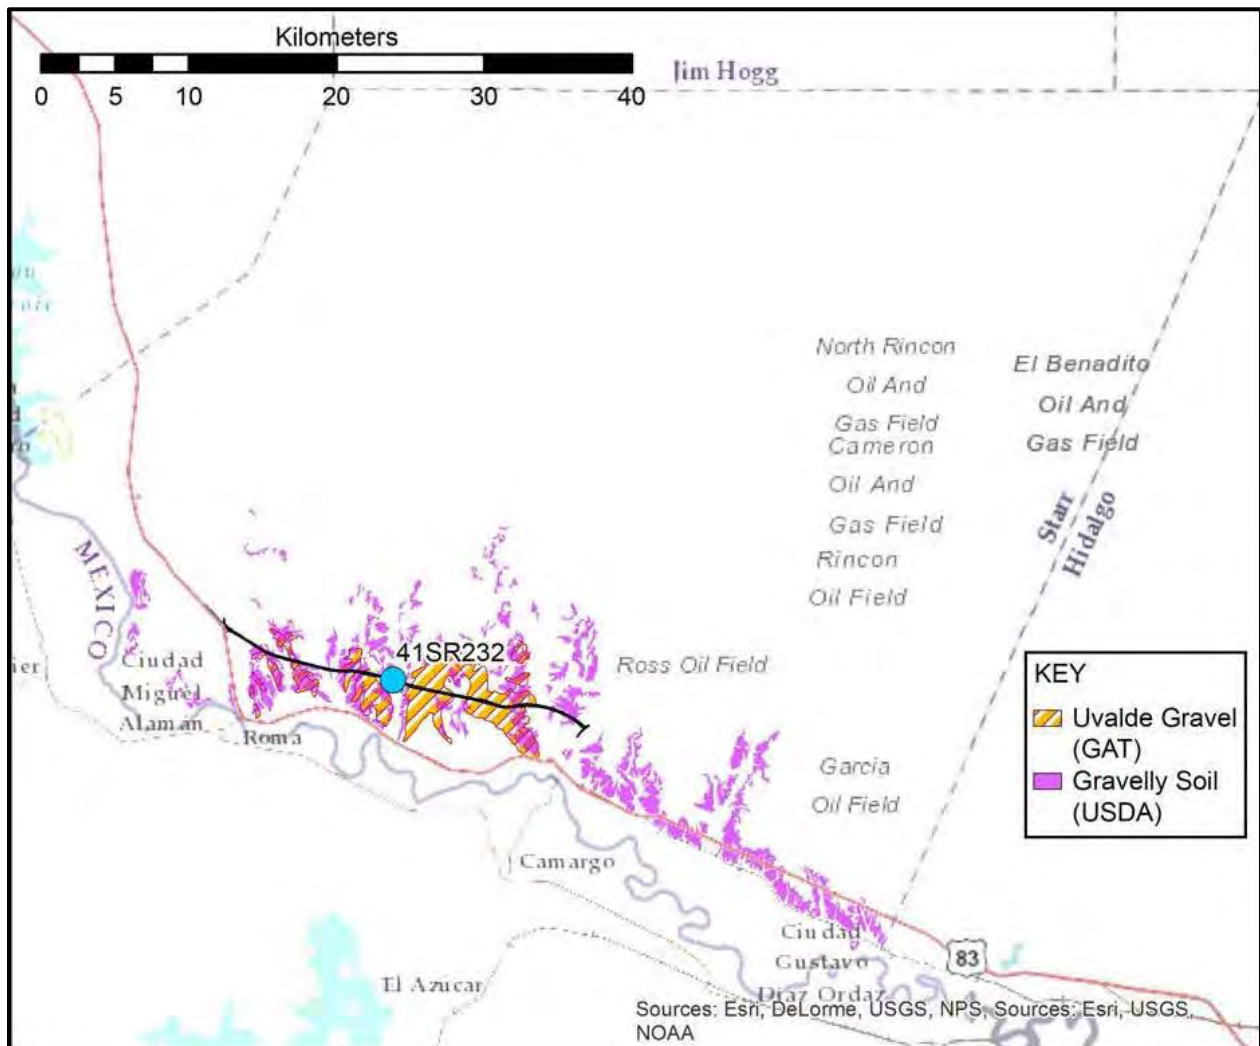 Kilometers
0 5 10 20 30 40
Jim Hogg
North Rincon
Oil And
Gas Field
Cameron
Oil And
Gas Field
Rincon
Oil Field
El Benadito
Oil And
Gas Field
Starr
Hidalgo
MEXICO
41SR232
Ciudad
Miguel
Alaman
Roma
Ross Oil Field
KEY
Uvalde Gravel
(GAT)
Gravelly Soil
(USDA)
Garcia
Oil Field
Camargo
Ciudad
Gustavo
Diaz Ordaz
83
El Azucar
Sources: Esri, DeLorme, USGS, NPS, Sources: Esri, USGS,
NOAA